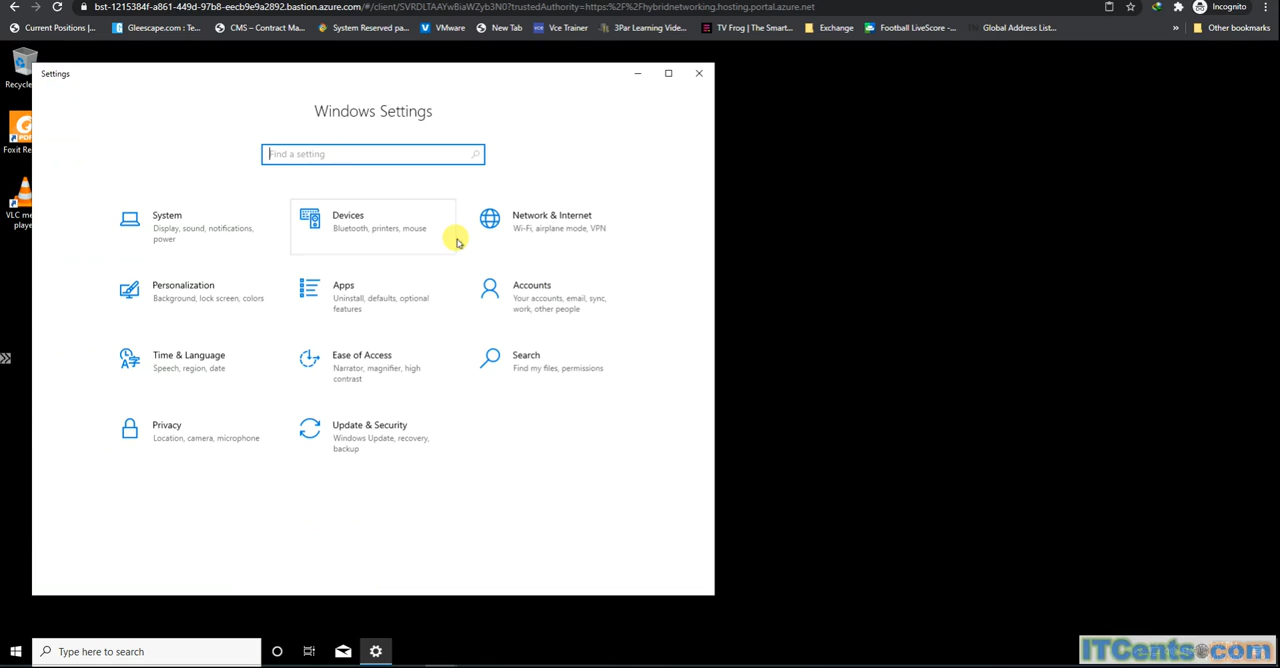 bst-1215384f-a861-449d-97b8-eecb9e9a2892.bastion.azure.com/#/client/SVRDLTAAYwBiaWZyb3N0?trustedAuthority=https:%2F%2Fhybridnetworking.hosting.portal.azure.net
Incognito
Current Positions |...
Gleescape.com : Te...
CMS – Contract Ma...
System Reserved pa...
VMware
New Tab
Vce Trainer
3Par Learning Vide...
TV Frog | The Smart...
Exchange
Football LiveScore -...
Global Address List...
»
Other bookmarks
Recycle
Foxit Re
VLC me
playe
Settings
Windows Settings
Find a setting
System
Display, sound, notifications,
power
Devices
Bluetooth, printers, mouse
Network & Internet
Wi-Fi, airplane mode, VPN
Personalization
Background, lock screen, colors
Apps
Uninstall, defaults, optional
features
Accounts
Your accounts, email, sync,
work, other people
Time & Language
Speech, region, date
Ease of Access
Narrator, magnifier, high
contrast
Search
Find my files, permissions
Privacy
Location, camera, microphone
Update & Security
Windows Update, recovery,
backup
Type here to search
ITCents.com